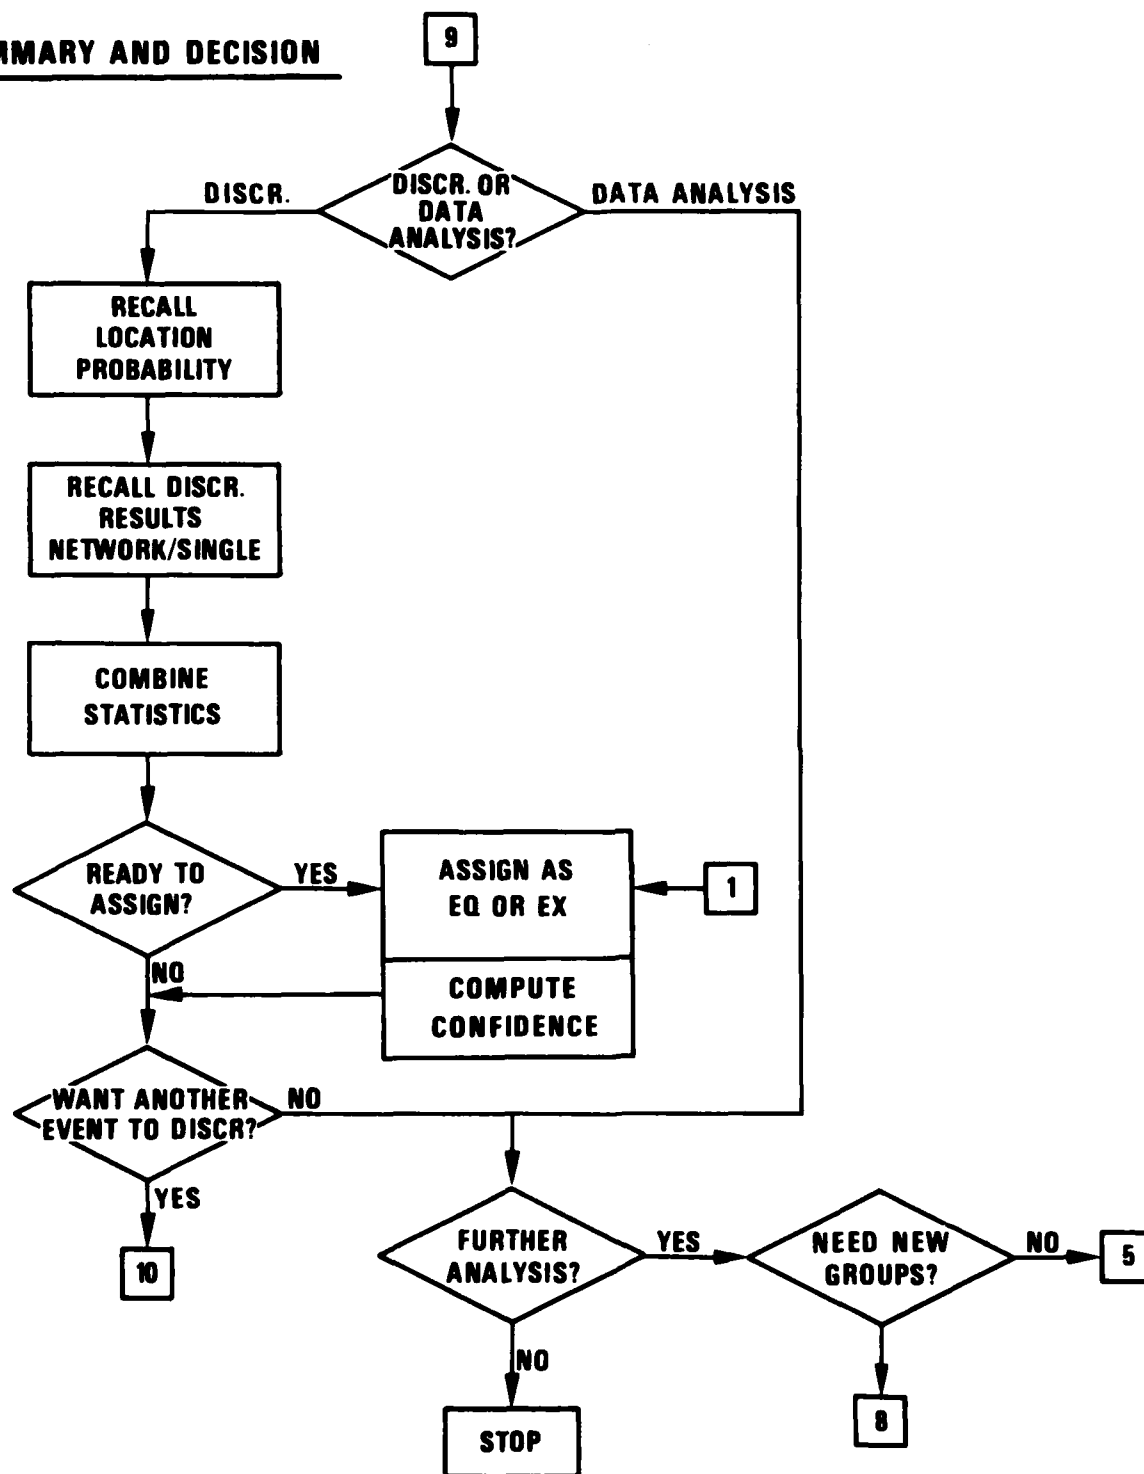 MMARY AND DECISION
9
DISCR.
DISCR. OR
DATA
ANALYSIS?
DATA ANALYSIS
RECALL
LOCATION
PROBABILITY
RECALL DISCR.
RESULTS
NETWORK/SINGLE
COMBINE
STATISTICS
READY TO
ASSIGN?
YES
ASSIGN AS
EQ OR EX
1
NO
COMPUTE
CONFIDENCE
WANT ANOTHER
EVENT TO DISCR?
NO
YES
10
FURTHER
ANALYSIS?
YES
NEED NEW
GROUPS?
NO
5
NO
STOP
8